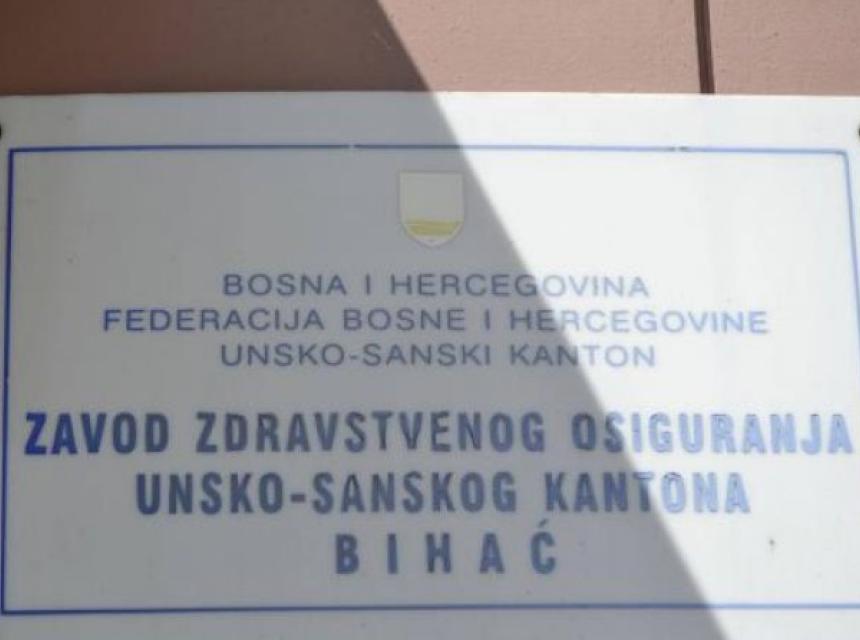 BOSNA I HERCEGOVINA
FEDERACIJA BOSNE I HERCEGOVINE
UNSKO-SANSKI KANTON
ZAVOD ZDRAVSTVENOG OSIGURANJA
UNSKO-SANSKOG KANTONA
BIHAĆ